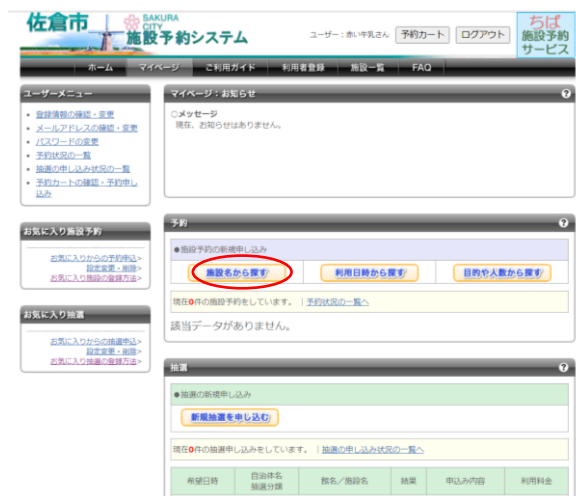 佐倉市
SAKURA
CITY
施設予約システム
ユーザー：赤い牛乳さん
予約カート
ログアウト
ちば
施設予約
サービス
ホーム
マイページ
ご利用ガイド
利用者登録
施設一覧
FAQ
ユーザーメニュー
登録情報の確認・変更
メールアドレスの確認・変更
パスワードの変更
予約状況の一覧
抽選の申し込み状況の一覧
予約カートの確認・予約申し
込み
お気に入り施設予約
お気に入りからの予約申込>
設定変更・削除>
お気に入り施設の登録方法>
お気に入り抽選
お気に入りからの抽選申込>
設定変更・削除>
お気に入り抽選の登録方法>
マイページ：お知らせ
?
○メッセージ
現在、お知らせはありません。
予約
?
●施設予約の新規申し込み
施設名から探す
利用日時から探す
目的や人数から探す
現在0件の施設予約をしています。 | 予約状況の一覧へ
該当データがありません。
抽選
?
●抽選の新規申し込み
新規抽選を申し込む
現在0件の抽選申し込みをしています。 | 抽選の申し込み状況の一覧へ
希望日時
自治体名
抽選分類
館名／施設名
結果
申込み内容
利用料金